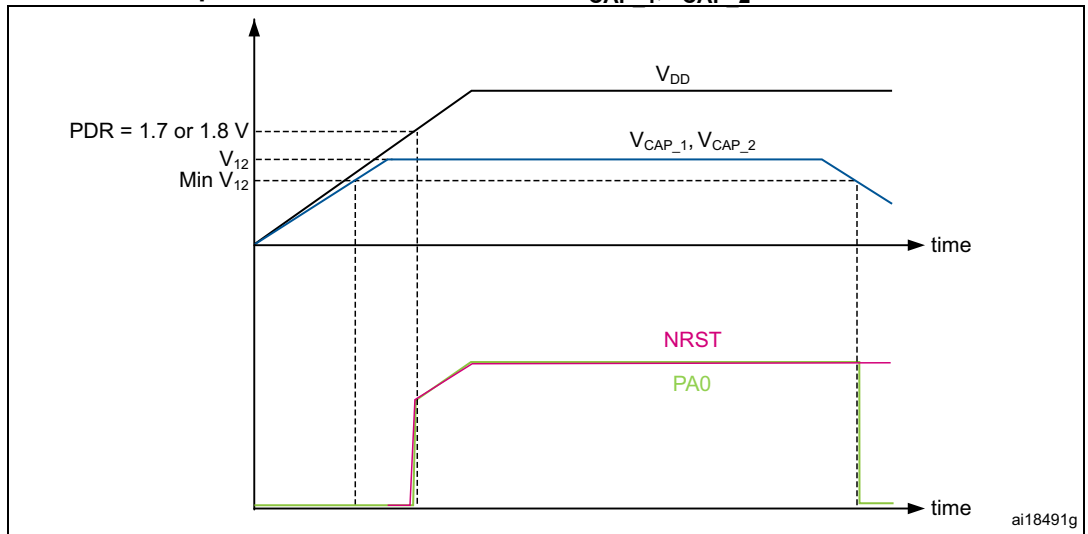 V_DD
PDR = 1.7 or 1.8 V
V_CAP_1, V_CAP_2
V_12
Min V_12
time
NRST
PA0
time
ai18491g